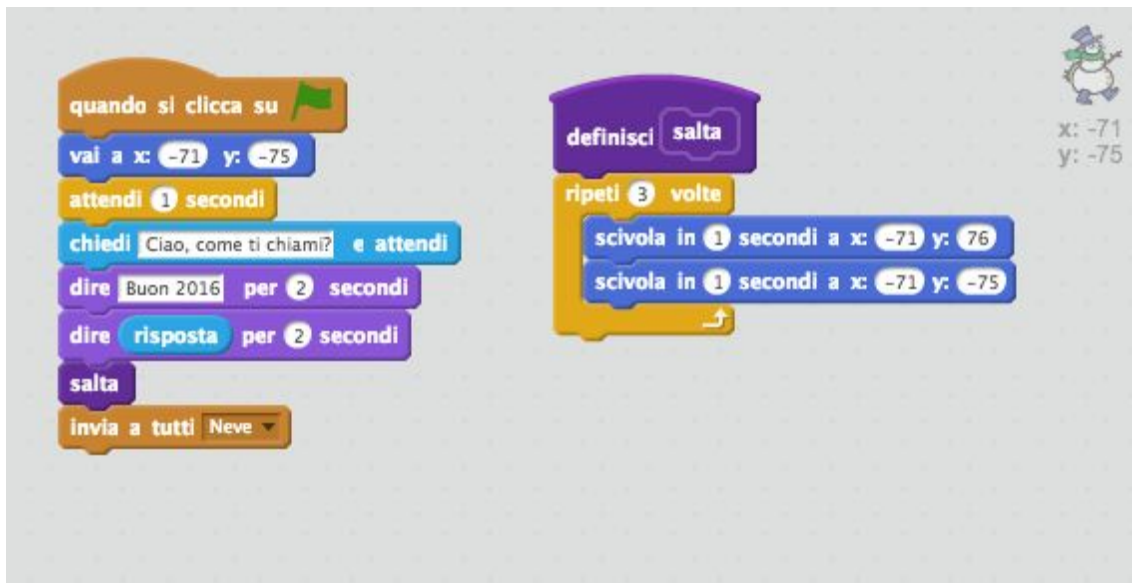 quando si clicca su
vai a x: -71 y: -75
attendi 1 secondi
chiedi Ciao, come ti chiami? e attendi
dire Buon 2016 per 2 secondi
dire risposta per 2 secondi
salta
invia a tutti Neve
definisci salta
ripeti 3 volte
scivola in 1 secondi a x: -71 y: 76
scivola in 1 secondi a x: -71 y: -75
x: -71
y: -75